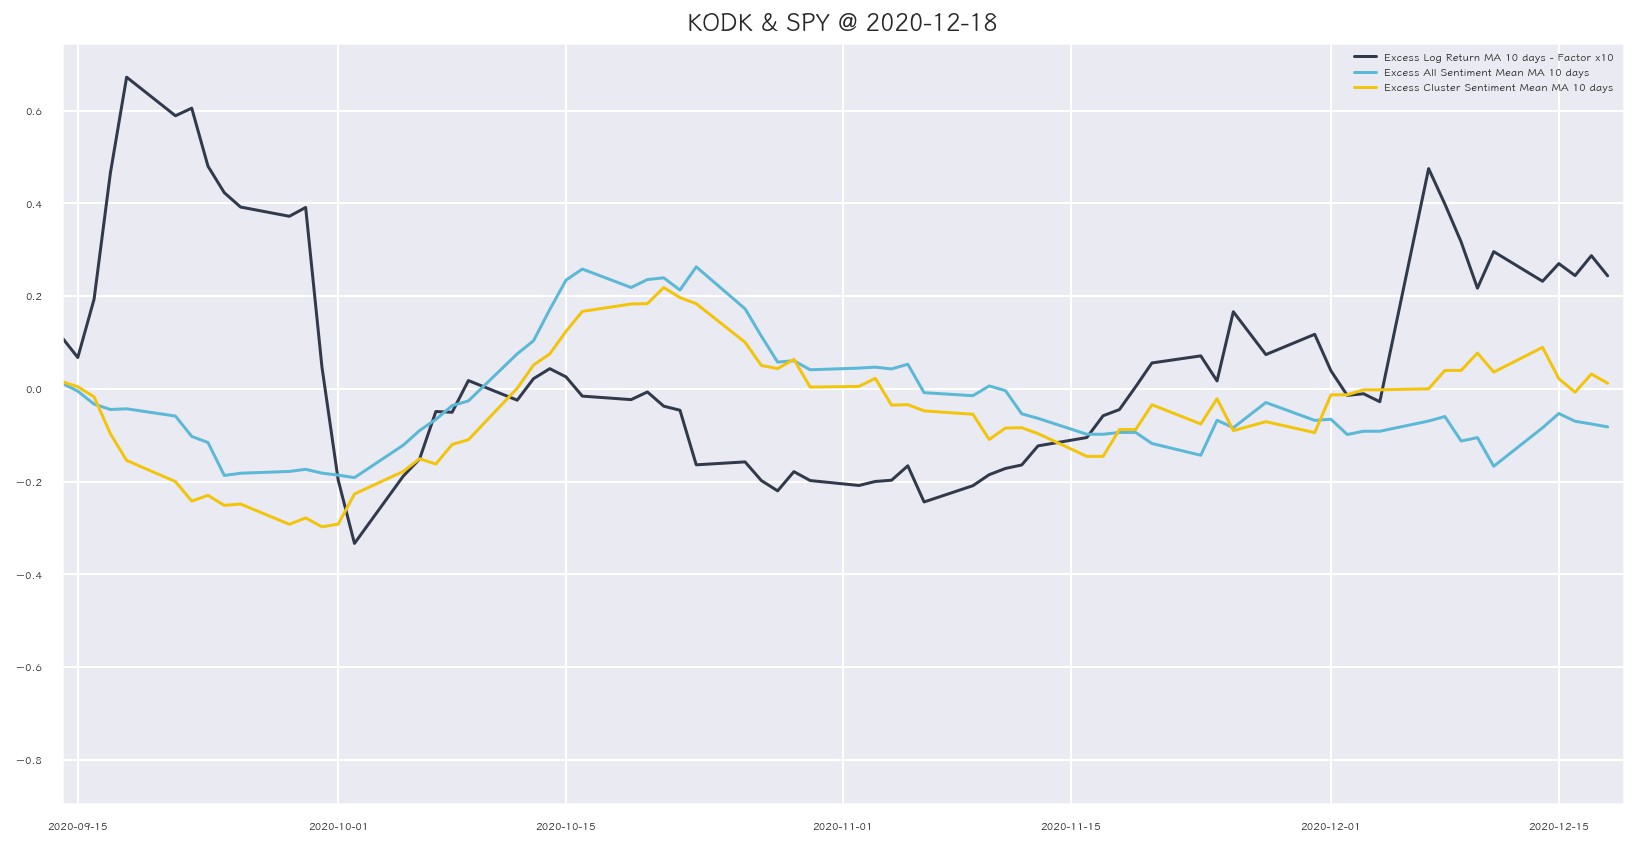 KODK & SPY @ 2020-12-18
Excess Log Return MA 10 days - Factor x10
Excess All Sentiment Mean MA 10 days
Excess Cluster Sentiment Mean MA 10 days
0.6
0.4
0.2
0.0
−0.2
−0.4
−0.6
−0.8
2020-09-15 2020-10-01 2020-10-15 2020-11-01 2020-11-15 2020-12-01 2020-12-15